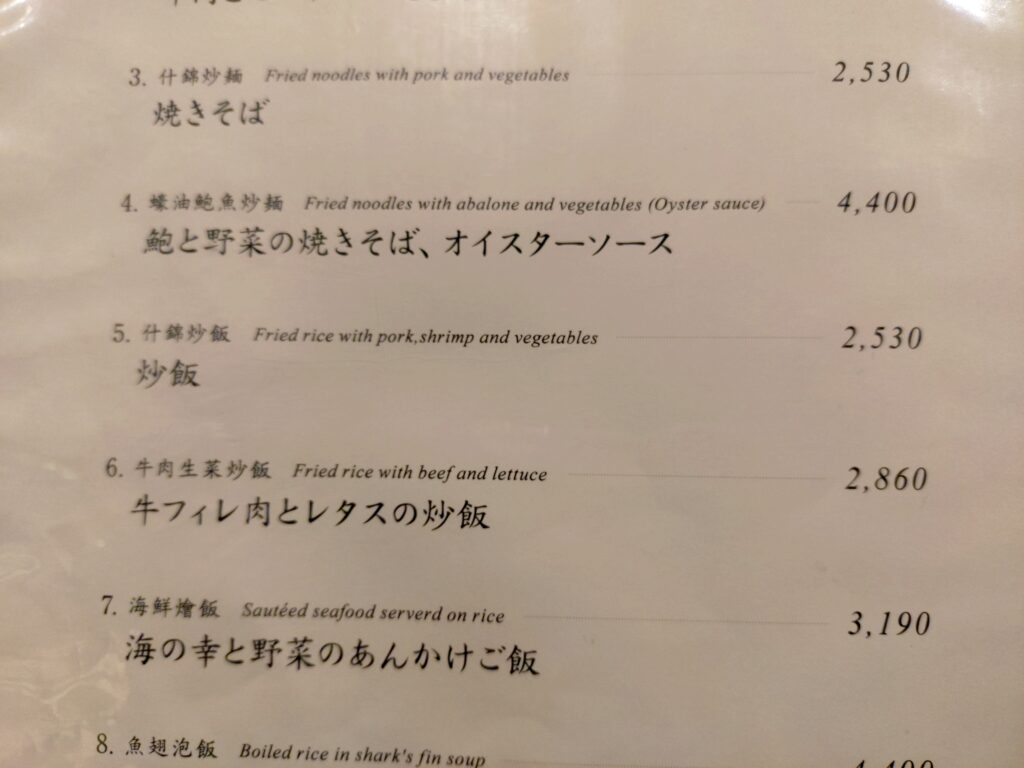 3. 什錦炒麺 Fried noodles with pork and vegetables 2,530
焼きそば
4. 蠔油鮑魚炒麺 Fried noodles with abalone and vegetables (Oyster sauce) 4,400
鮑と野菜の焼きそば、オイスターソース
5. 什錦炒飯 Fried rice with pork,shrimp and vegetables 2,530
炒飯
6. 牛肉生菜炒飯 Fried rice with beef and lettuce 2,860
牛フィレ肉とレタスの炒飯
7. 海鮮燴飯 Sautéed seafood serverd on rice 3,190
海の幸と野菜のあんかけご飯
8. 魚翅泡飯 Boiled rice in shark's fin soup